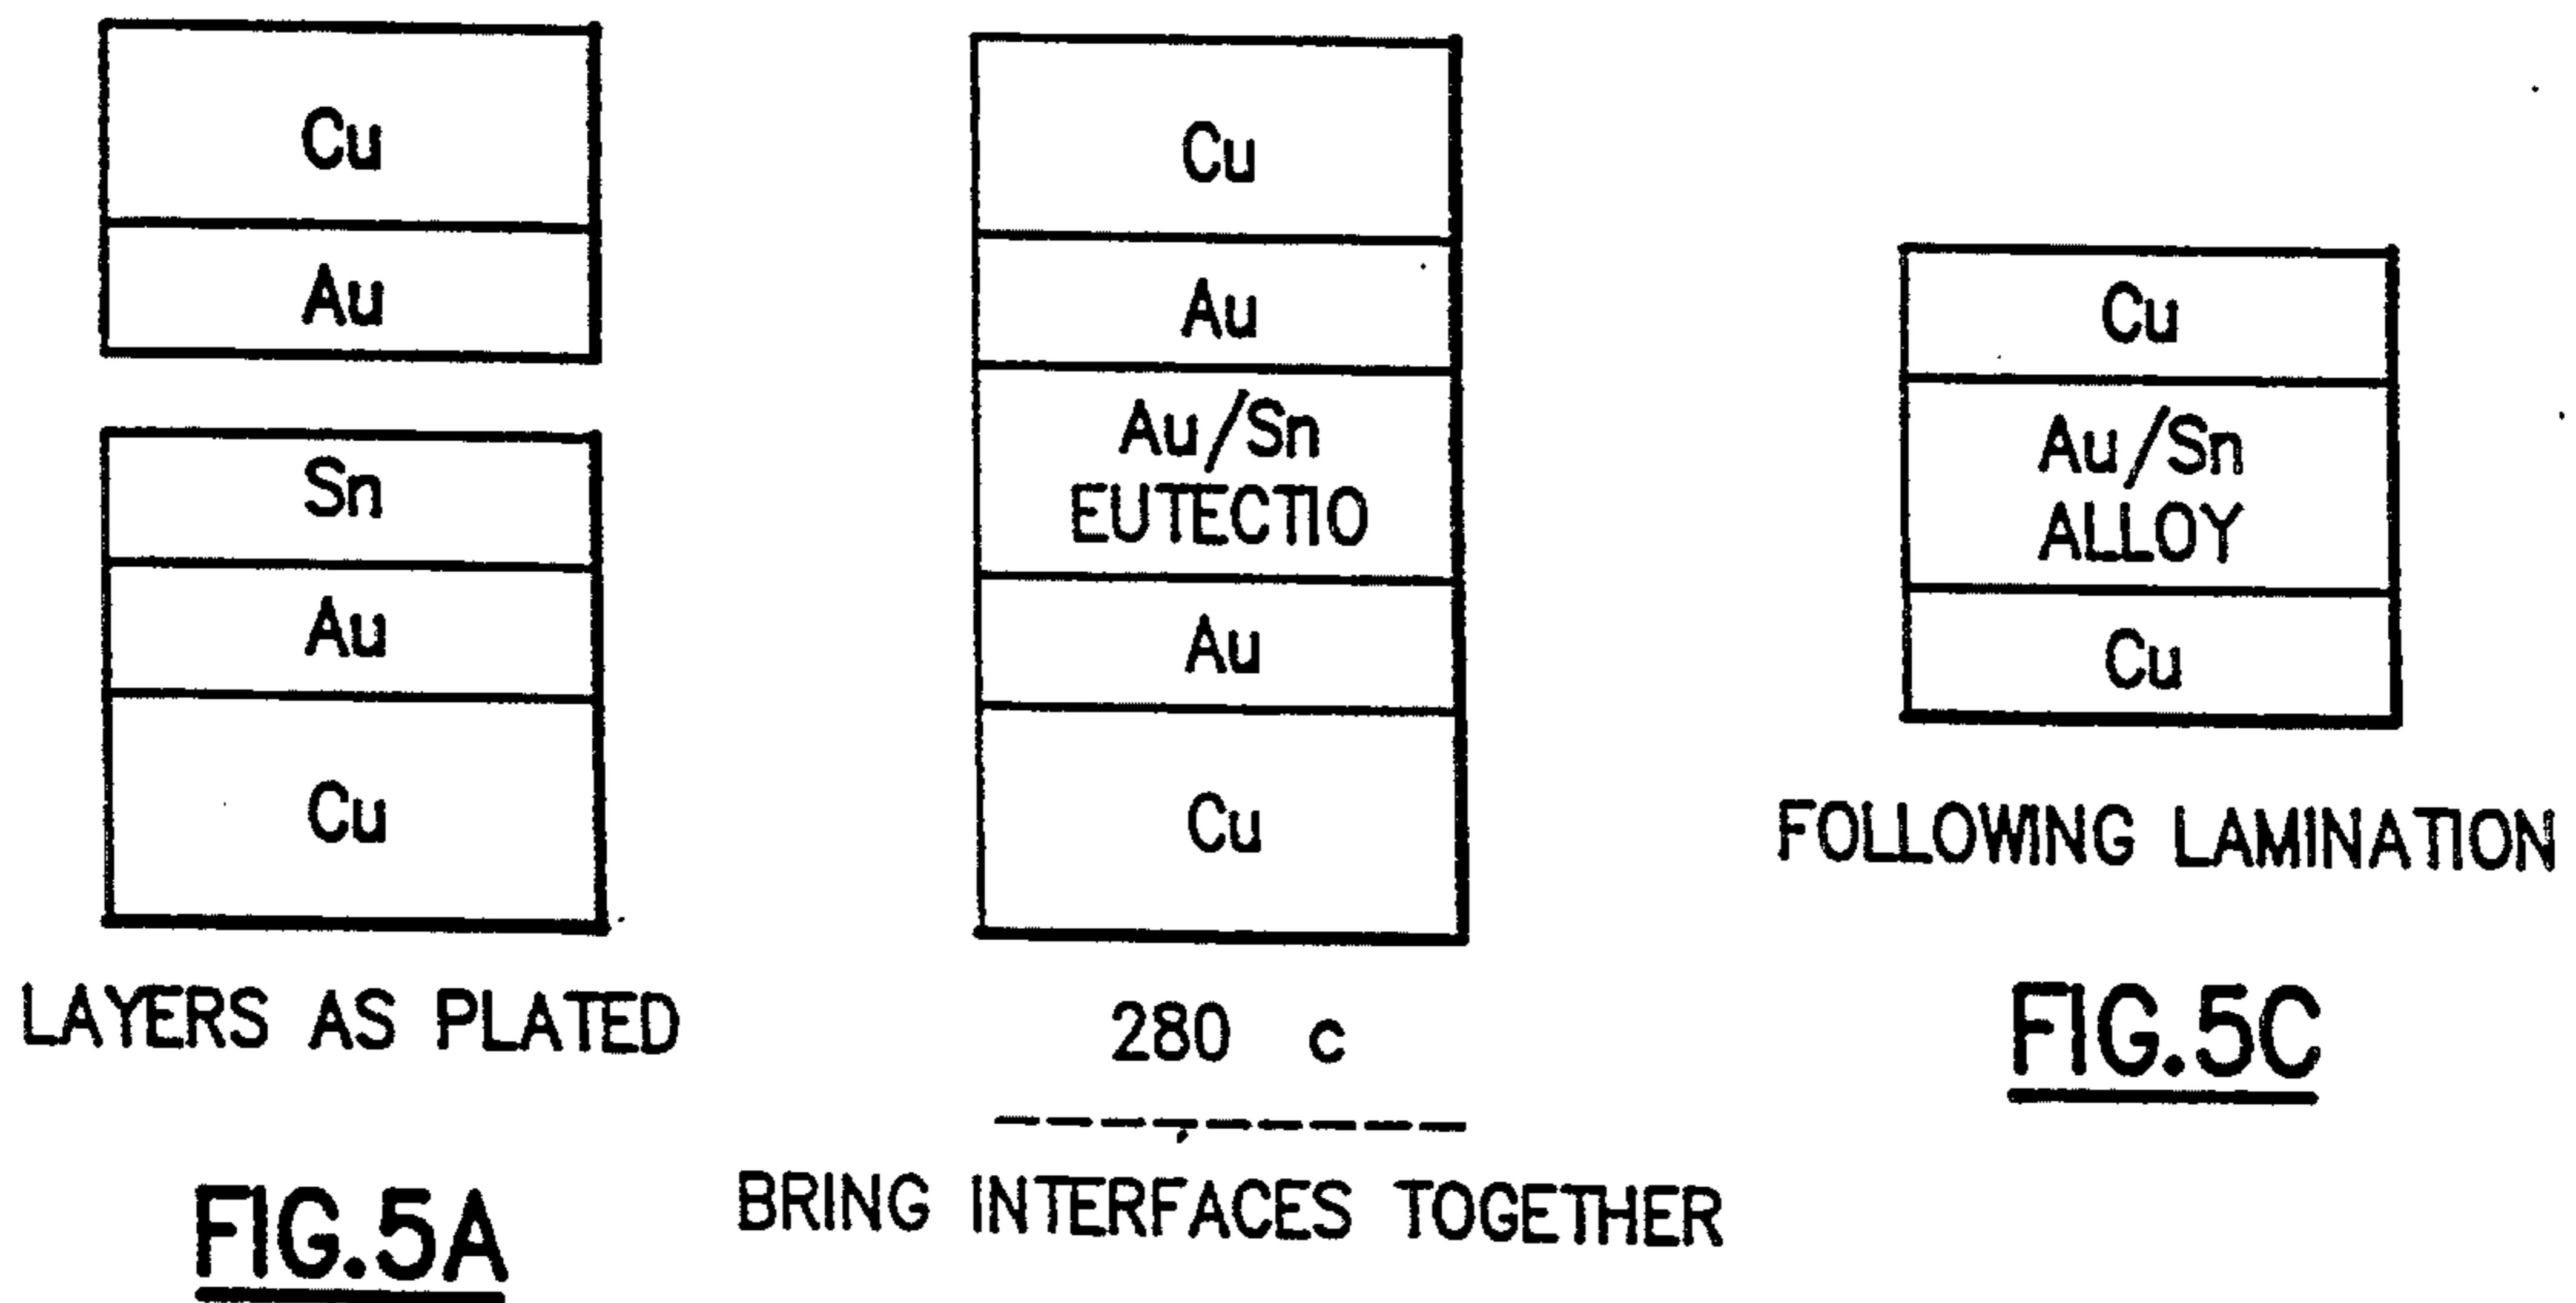 Cu
Au
Sn
Au
Cu
LAYERS AS PLATED
FIG.5A
Cu
Au
Au/Sn
EUTECTIO
Au
Cu
280 c
BRING INTERFACES TOGETHER
Cu
Au/Sn
ALLOY
Cu
FOLLOWING LAMINATION
FIG.5C